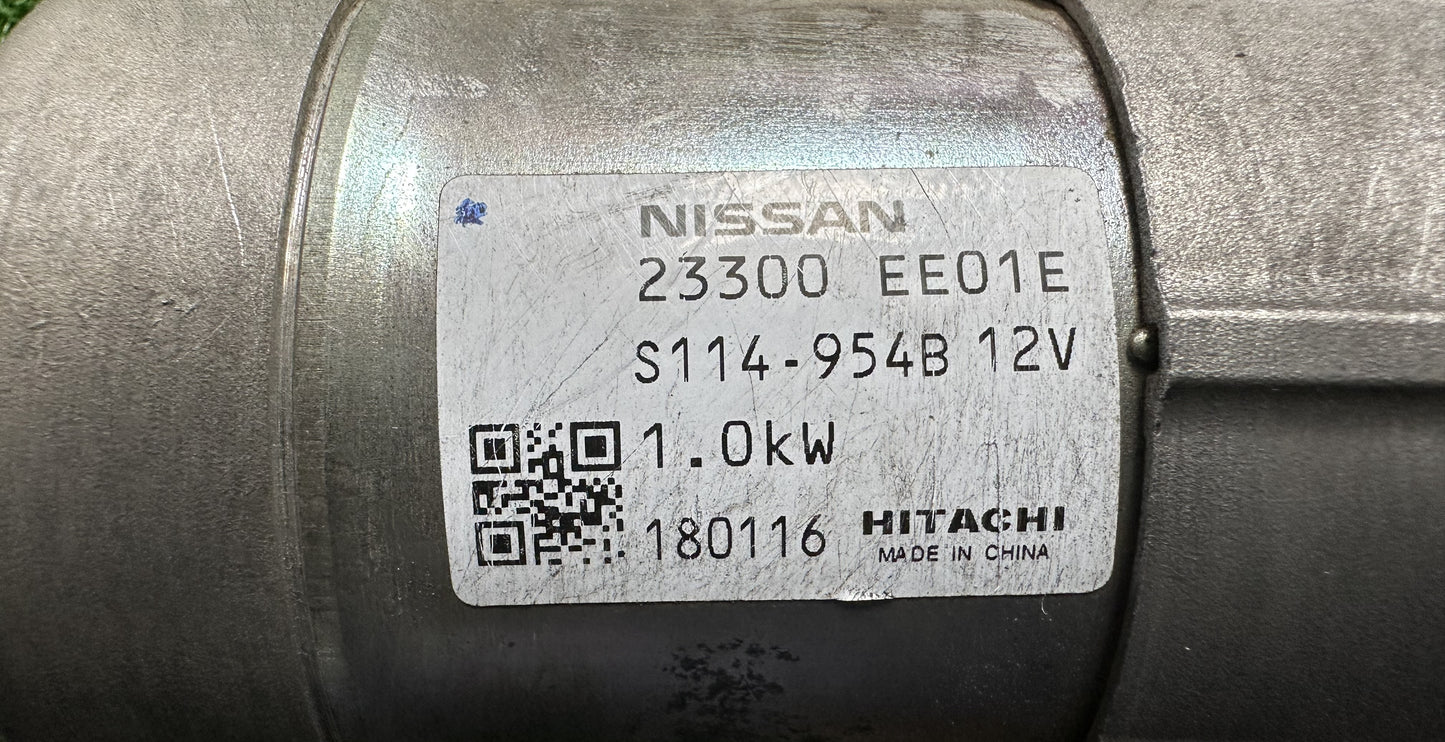 NISSAN
23300 EE01E
S114-954B 12V
1.0kW
180116 HITACHI
MADE IN CHINA